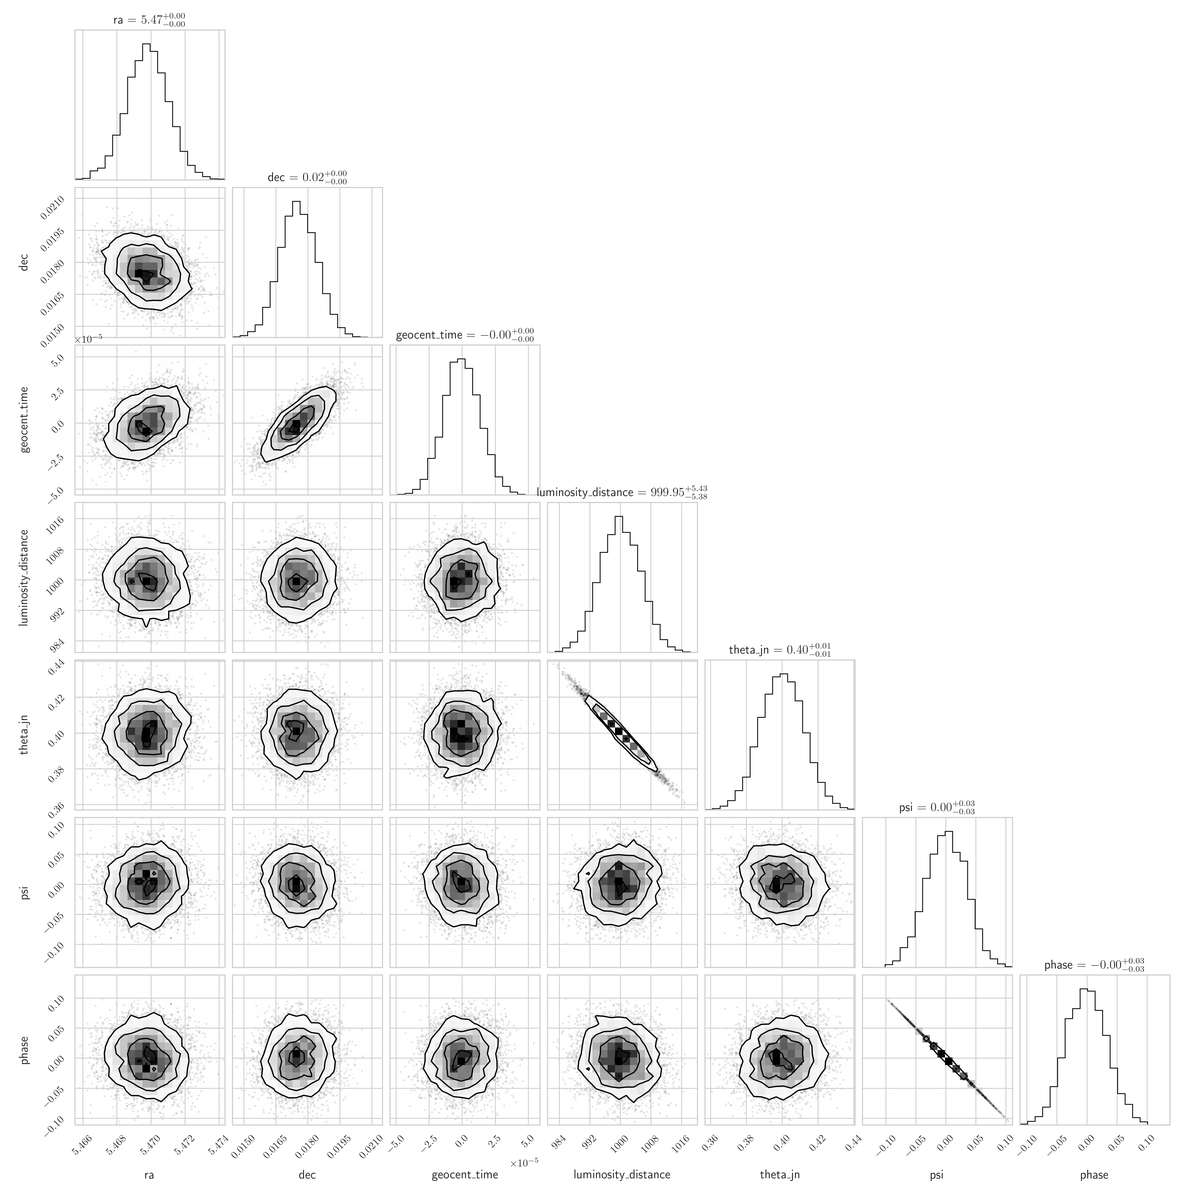 ra = 5.47+0.00−0.00
dec = 0.02+0.00−0.00
0.0210
0.0195
0.0180
0.0165
0.0150
dec
geocent_time = −0.00+0.00−0.00
×10−5
5.0
2.5
0.0
−2.5
−5.0
geocent_time
luminosity_distance = 999.95+5.43−5.38
1016
1008
1000
992
984
luminosity_distance
theta_jn = 0.40+0.01−0.01
0.44
0.42
0.40
0.38
0.36
theta_jn
psi = 0.00+0.03−0.03
0.10
0.05
0.00
−0.05
−0.10
psi
phase = −0.00+0.03−0.03
0.10
0.05
0.00
−0.05
−0.10
phase
5.466 5.468 5.470 5.472 5.474
0.0150 0.0165 0.0180 0.0195 0.0210
−5.0 −2.5 0.0 2.5 5.0
×10−5
984 992 1000 1008 1016
0.36 0.38 0.40 0.42 0.44
−0.10 −0.05 0.00 0.05 0.10
−0.10 −0.05 0.00 0.05 0.10
ra dec geocent_time luminosity_distance theta_jn psi phase